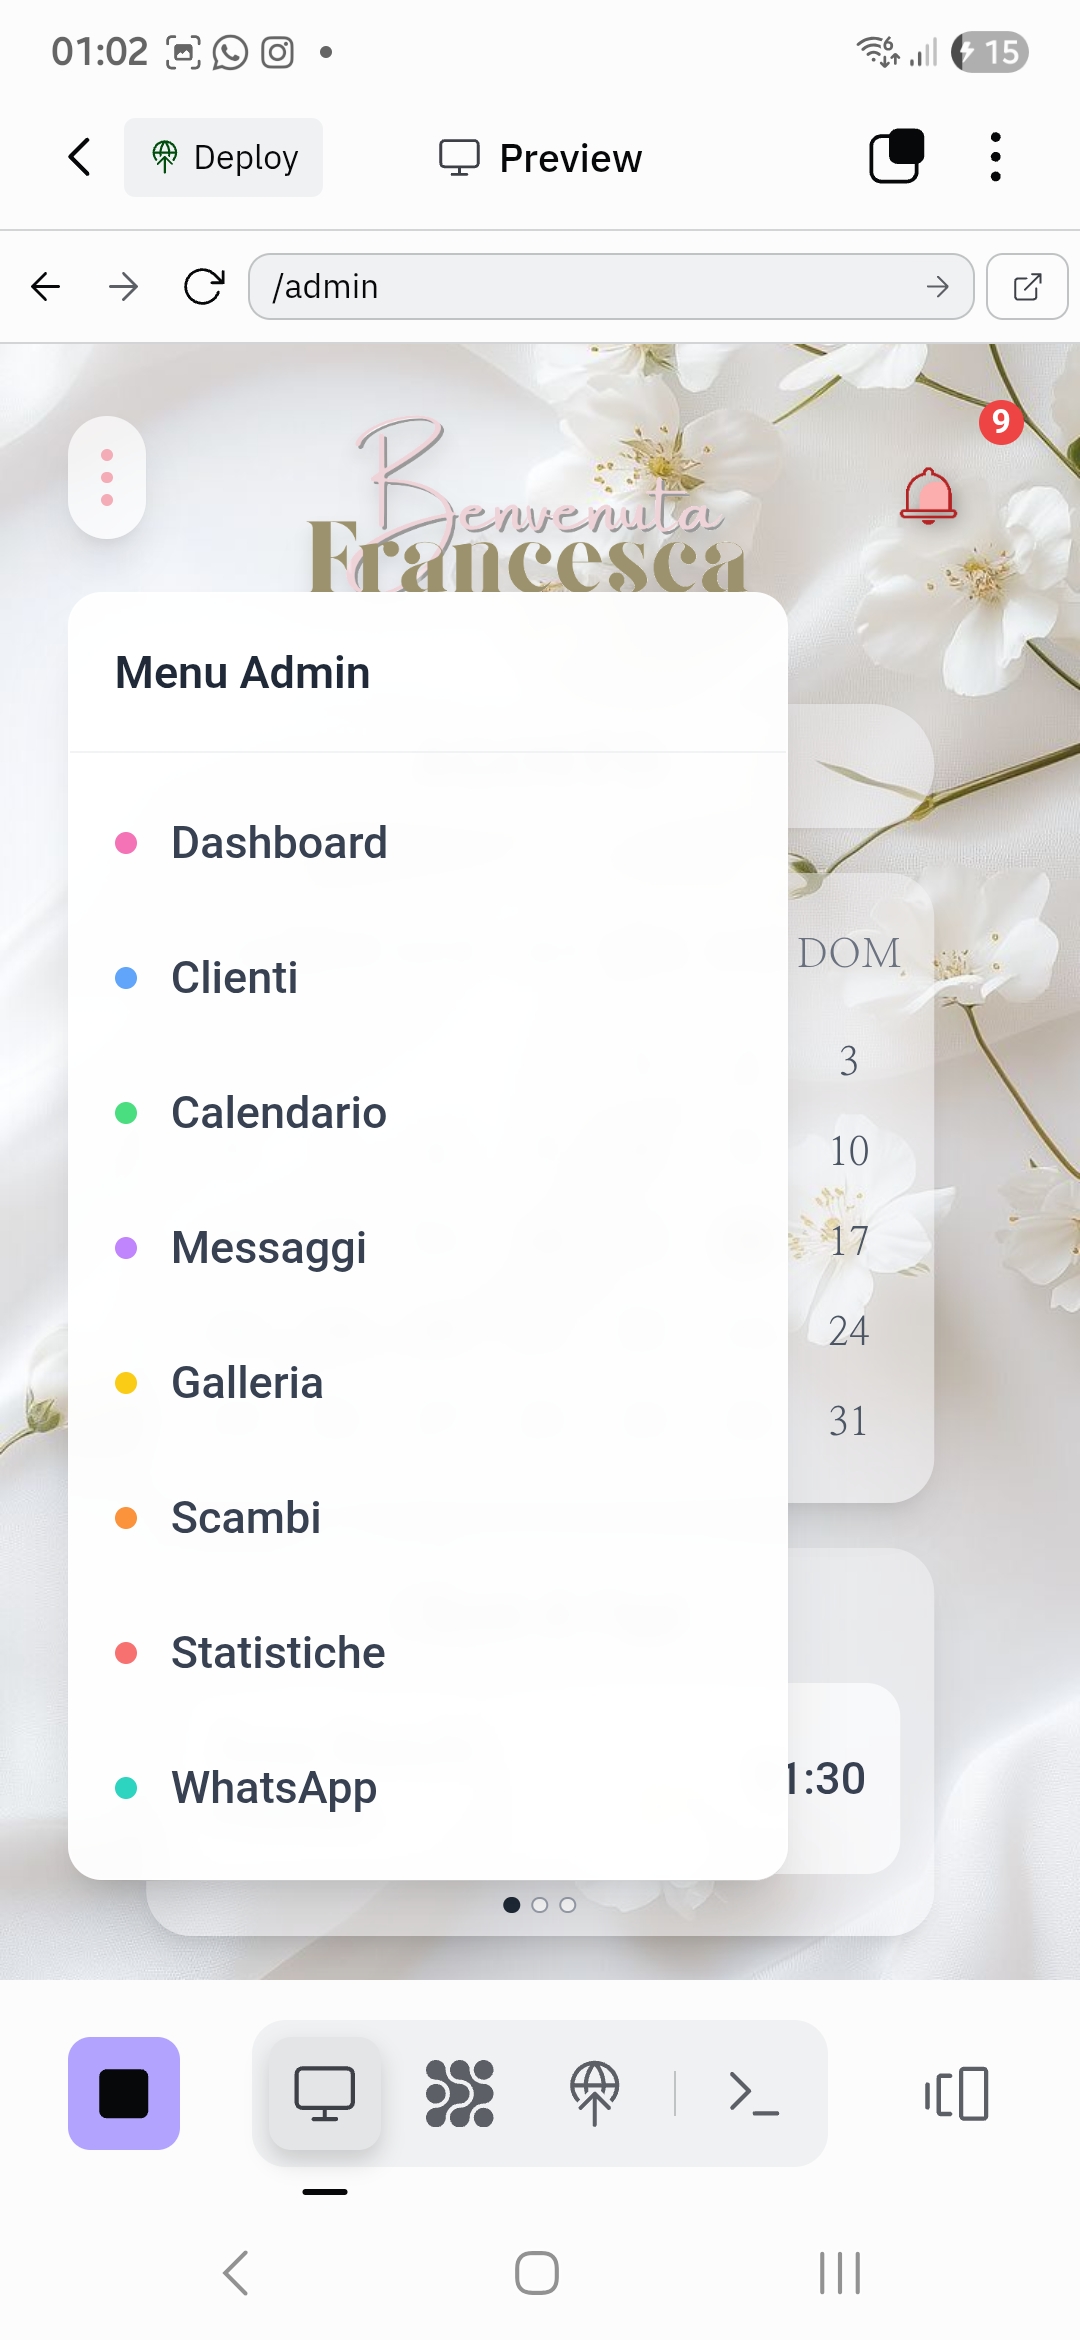 01:02
6
15
Deploy
Preview
/admin
9
Benvenuta
Francesca
Menu Admin
Dashboard
DOM
Clienti
3
Calendario
10
Messaggi
17
24
Galleria
31
Scambi
Statistiche
WhatsApp
1:30